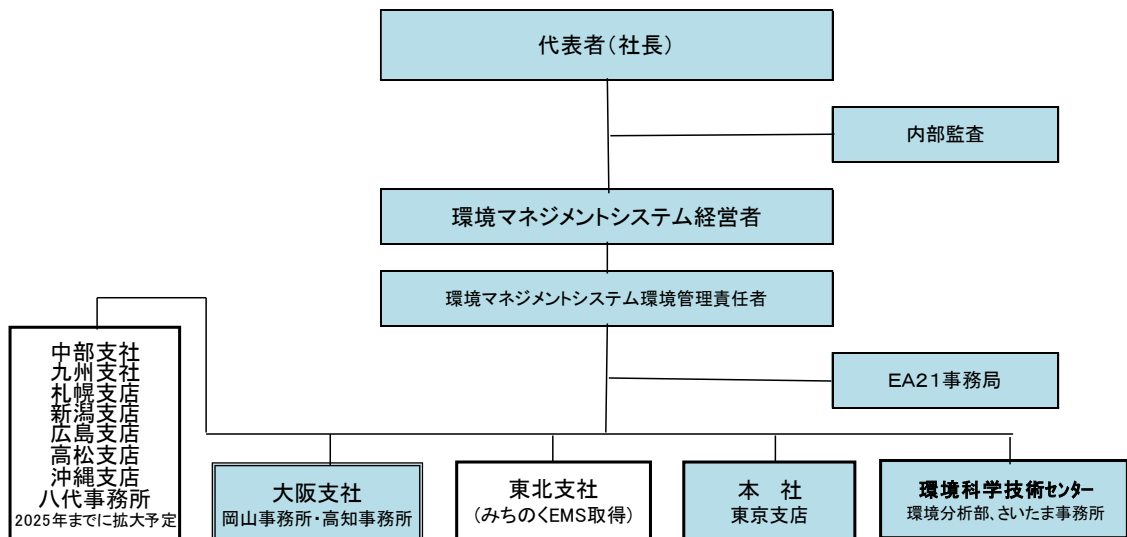 代表者(社長)
内部監査
環境マネジメントシステム経営者
環境マネジメントシステム環境管理責任者
EA21事務局
中部支社
九州支社
札幌支店
新潟支店
広島支店
高松支店
沖縄支店
八代事務所
2025年までに拡大予定
大阪支社
岡山事務所・高知事務所
東北支社
(みちのくEMS取得)
本 社
東京支店
環境科学技術センター
環境分析部、さいたま事務所